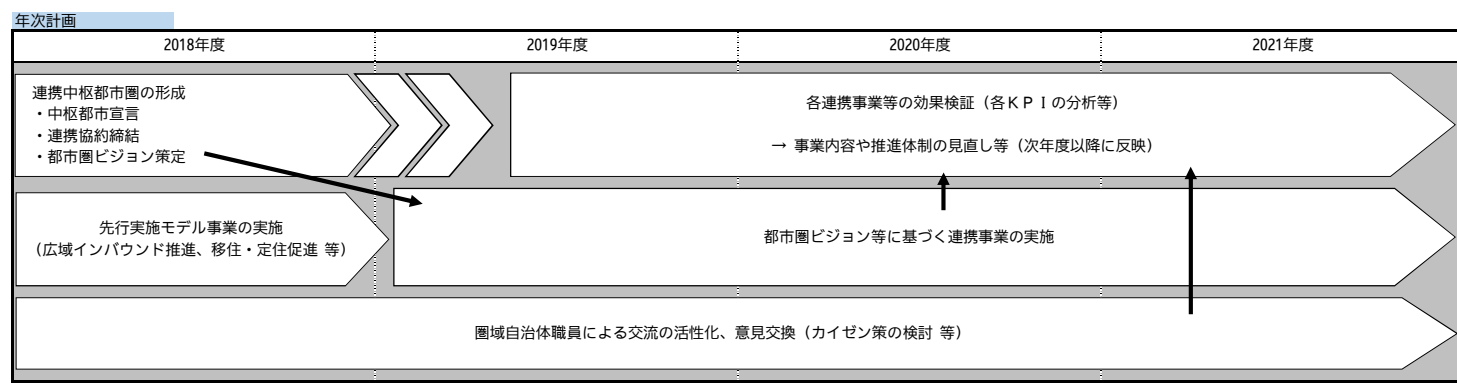 年次計画
2018年度
2019年度
2020年度
2021年度
連携中枢都市圏の形成
・中枢都市宣言
・連携協約締結
・都市圏ビジョン策定
各連携事業等の効果検証（各ＫＰＩの分析等）
→ 事業内容や推進体制の見直し等（次年度以降に反映）
先行実施モデル事業の実施
（広域インバウンド推進、移住・定住促進 等）
都市圏ビジョン等に基づく連携事業の実施
圏域自治体職員による交流の活性化、意見交換（カイゼン策の検討 等）